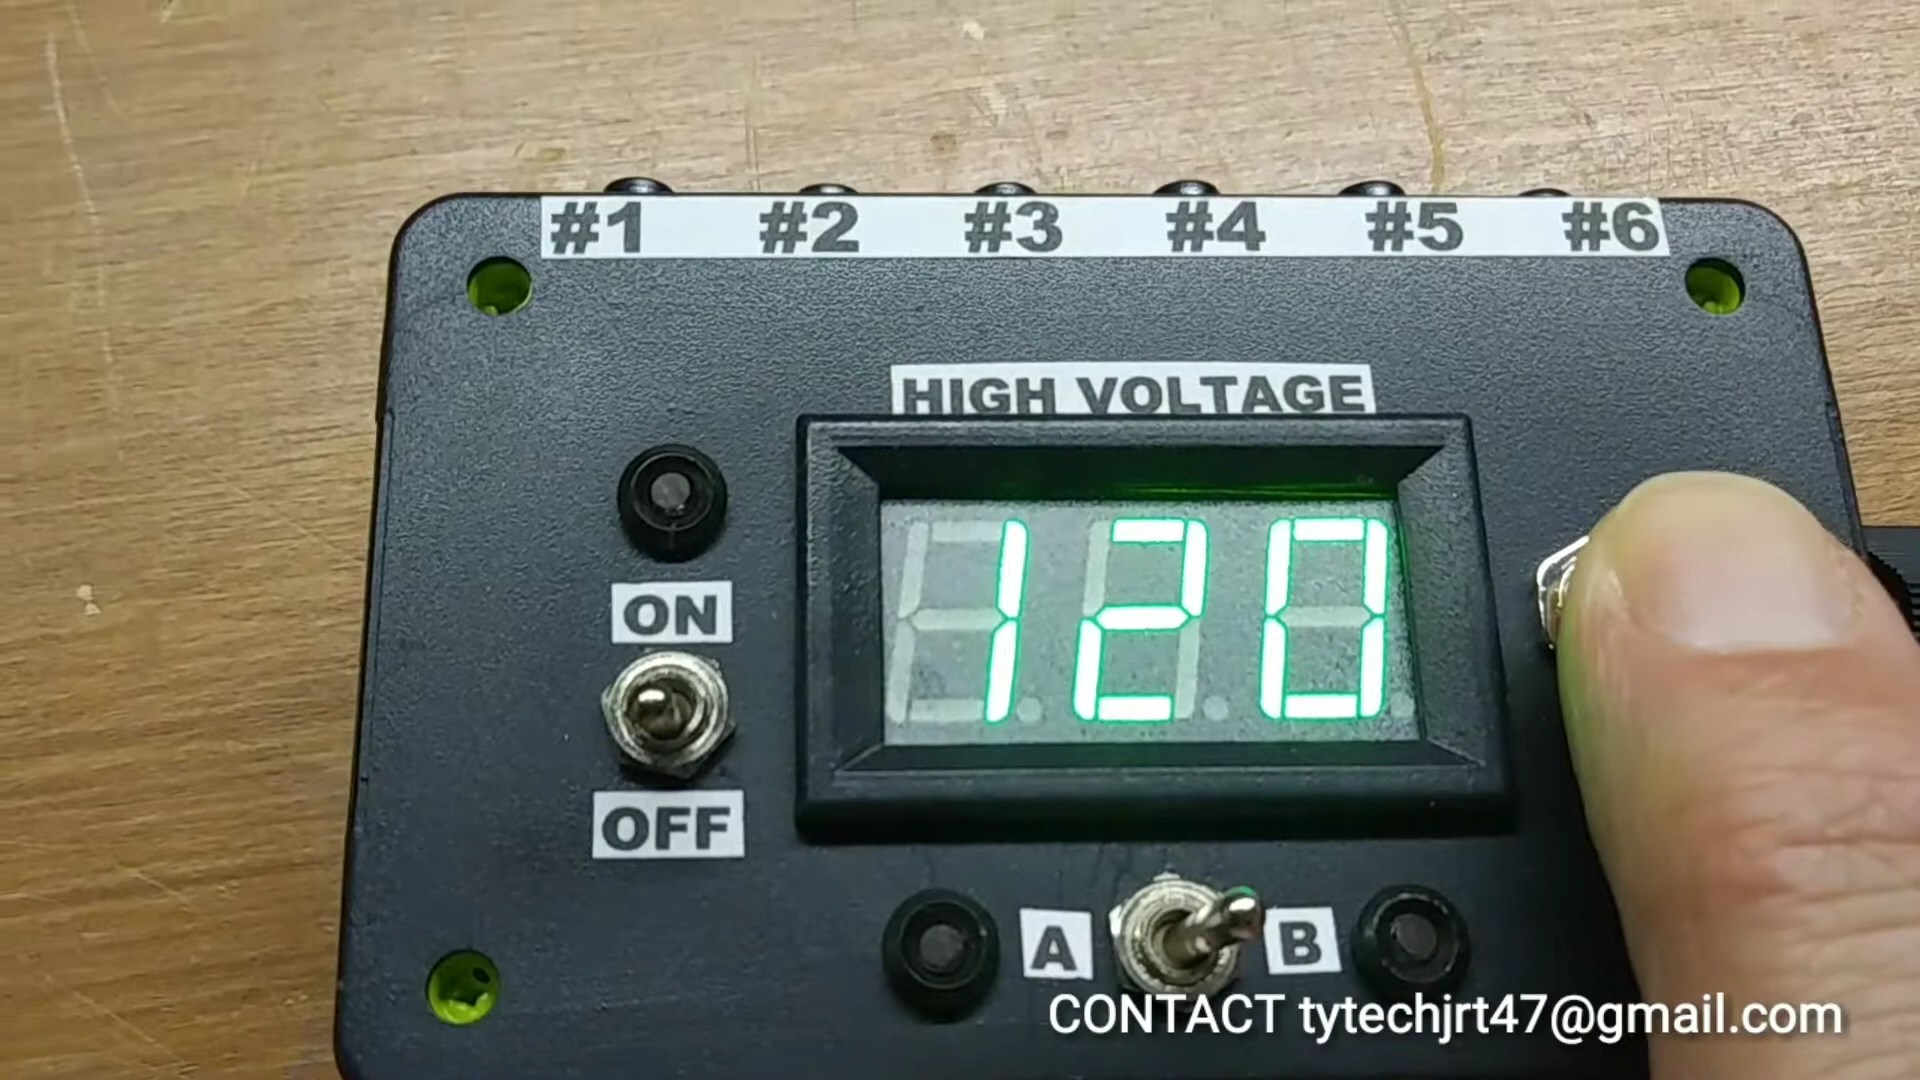 #1 #2 #3 #4 #5 #6
HIGH VOLTAGE
120
ON
OFF
A B
CONTACT tytechjrt47@gmail.com